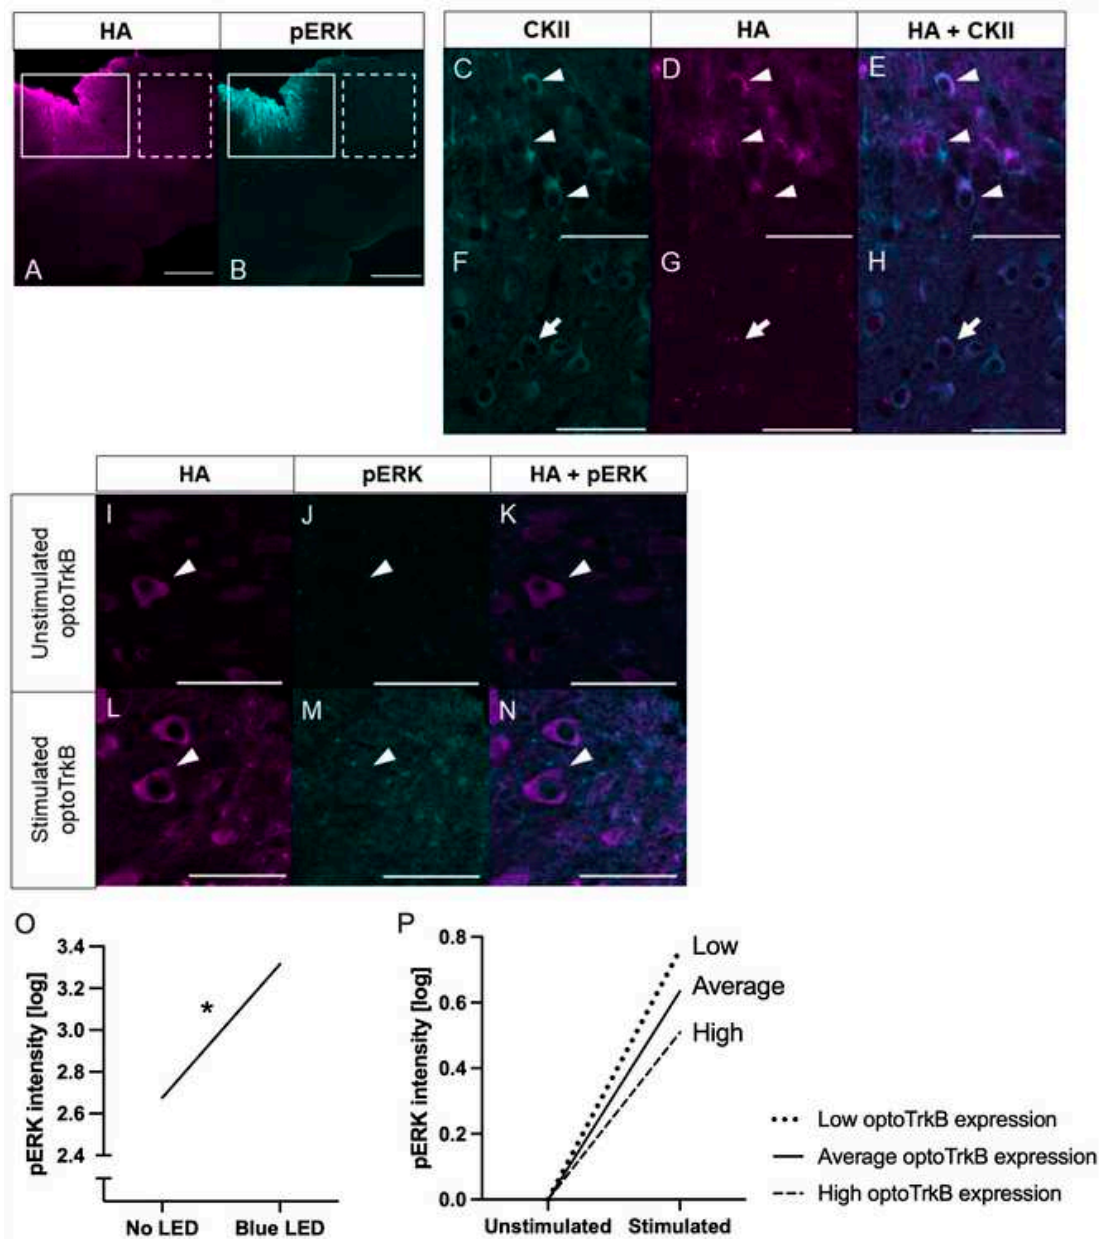 HA pERK
CKII HA HA + CKII
A B
C D E
F G H
HA pERK HA + pERK
Unstimulated
optoTrkB
I J K
Stimulated
optoTrkB
L M N
O
pERK intensity [log]
3.4
3.2
3.0
2.8
2.6
2.4
*
No LED Blue LED
P
pERK intensity [log]
0.8
0.6
0.4
0.2
0.0
Low
Average
High
Unstimulated Stimulated
Low optoTrkB expression
Average optoTrkB expression
High optoTrkB expression